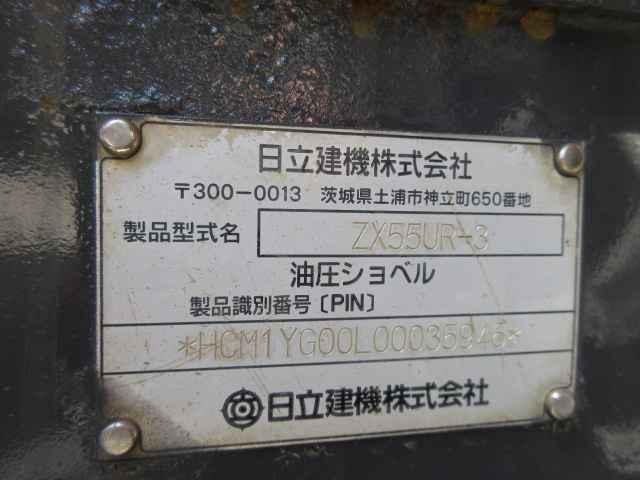 日立建機株式会社
〒300-0013 茨城県土浦市神立町650番地
製品型式名 ZX55UR-3
油圧ショベル
製品識別番号〔PIN〕
*HCM1YG00L00035945*
日立建機株式会社